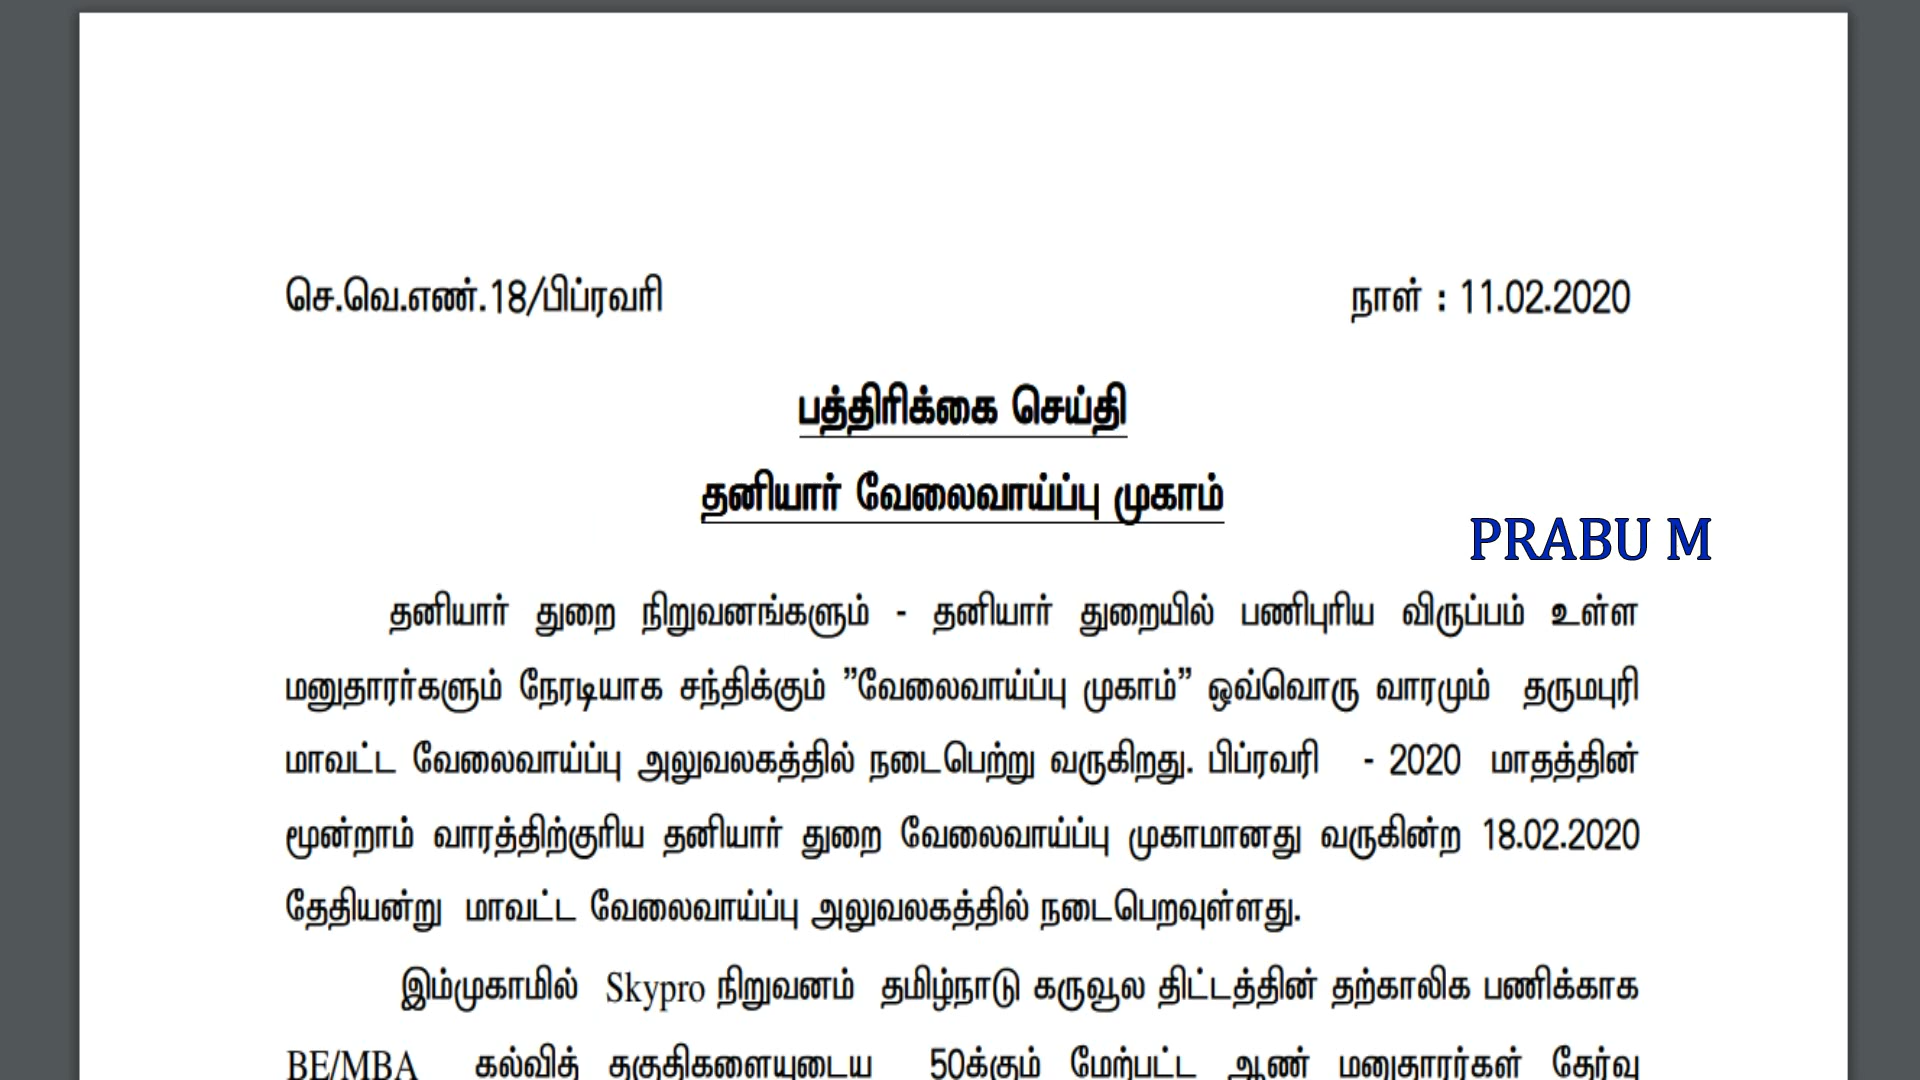 செ.வெ.எண்.18/பிப்ரவரி நாள் : 11.02.2020
பத்திரிக்கை செய்தி
தனியார் வேலைவாய்ப்பு முகாம்
PRABU M
தனியார் துறை நிறுவனங்களும் - தனியார் துறையில் பணிபுரிய விருப்பம் உள்ள
மனுதாரர்களும் நேரடியாக சந்திக்கும் ”வேலைவாய்ப்பு முகாம்” ஒவ்வொரு வாரமும் தருமபுரி
மாவட்ட வேலைவாய்ப்பு அலுவலகத்தில் நடைபெற்று வருகிறது. பிப்ரவரி - 2020 மாதத்தின்
மூன்றாம் வாரத்திற்குரிய தனியார் துறை வேலைவாய்ப்பு முகாமானது வருகின்ற 18.02.2020
தேதியன்று மாவட்ட வேலைவாய்ப்பு அலுவலகத்தில் நடைபெறவுள்ளது.
இம்முகாமில் Skypro நிறுவனம் தமிழ்நாடு கருவூல திட்டத்தின் தற்காலிக பணிக்காக
BE/MBA கல்வித் தகுதிகளையுடைய 50க்கும் மேற்பட்ட ஆண் மனுதாரர்கள் தேர்வு